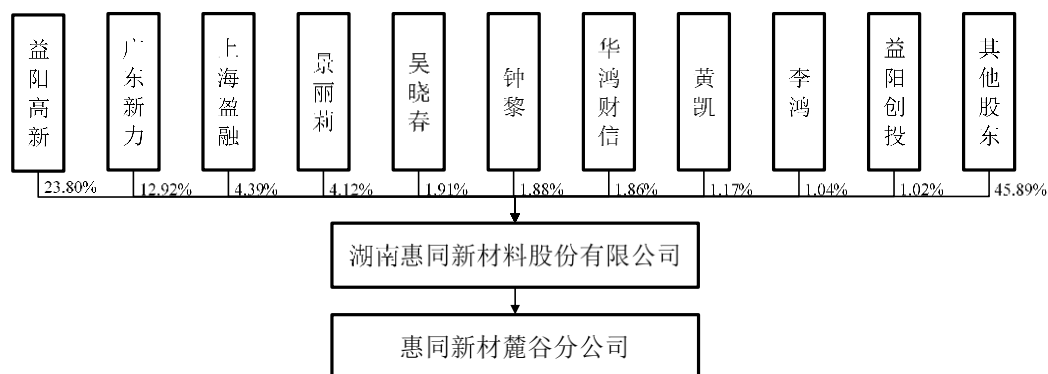 益阳高新
广东新力
上海盈融
景丽莉
吴晓春
钟黎
华鸿财信
黄凯
李鸿
益阳创投
其他股东
23.80%
12.92%
4.39%
4.12%
1.91%
1.88%
1.86%
1.17%
1.04%
1.02%
45.89%
湖南惠同新材料股份有限公司
惠同新材麓谷分公司